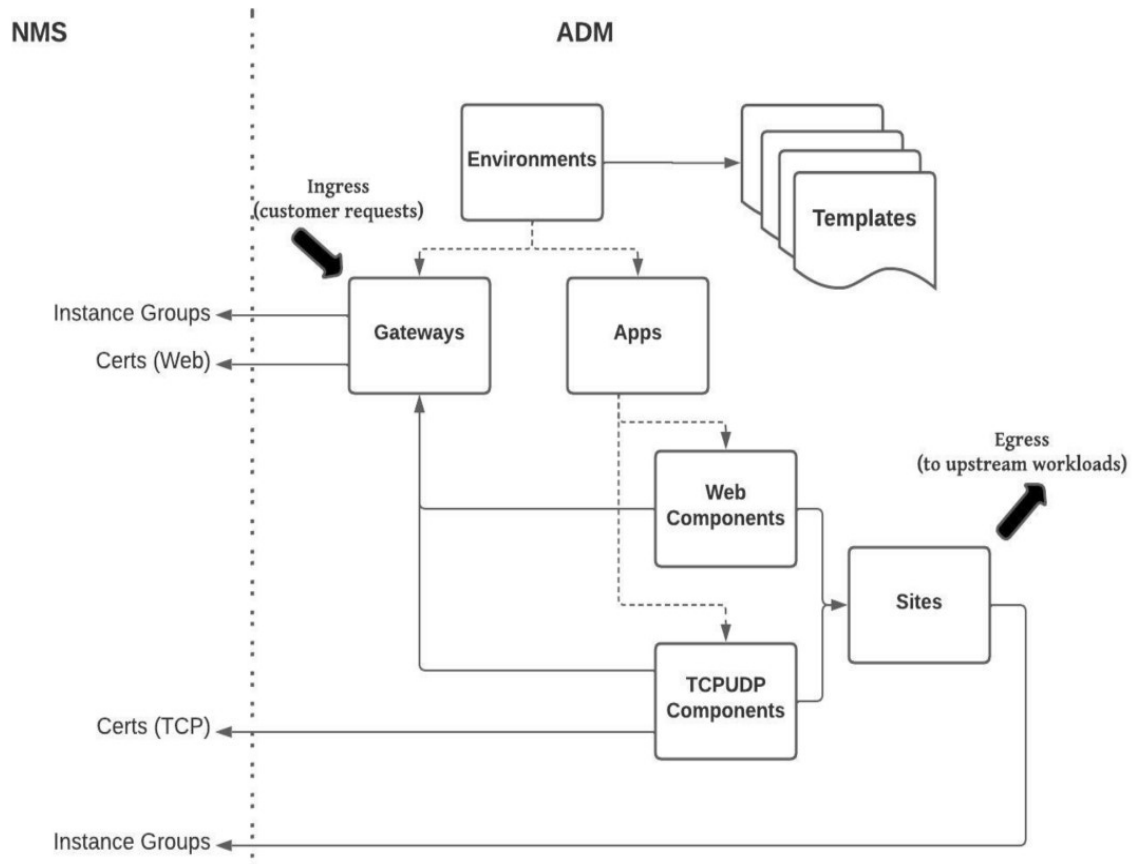 NMS
ADM
Environments
Templates
Ingress
(customer requests)
Instance Groups
Certs (Web)
Gateways
Apps
Egress
(to upstream workloads)
Web
Components
Sites
TCPUDP
Components
Certs (TCP)
Instance Groups